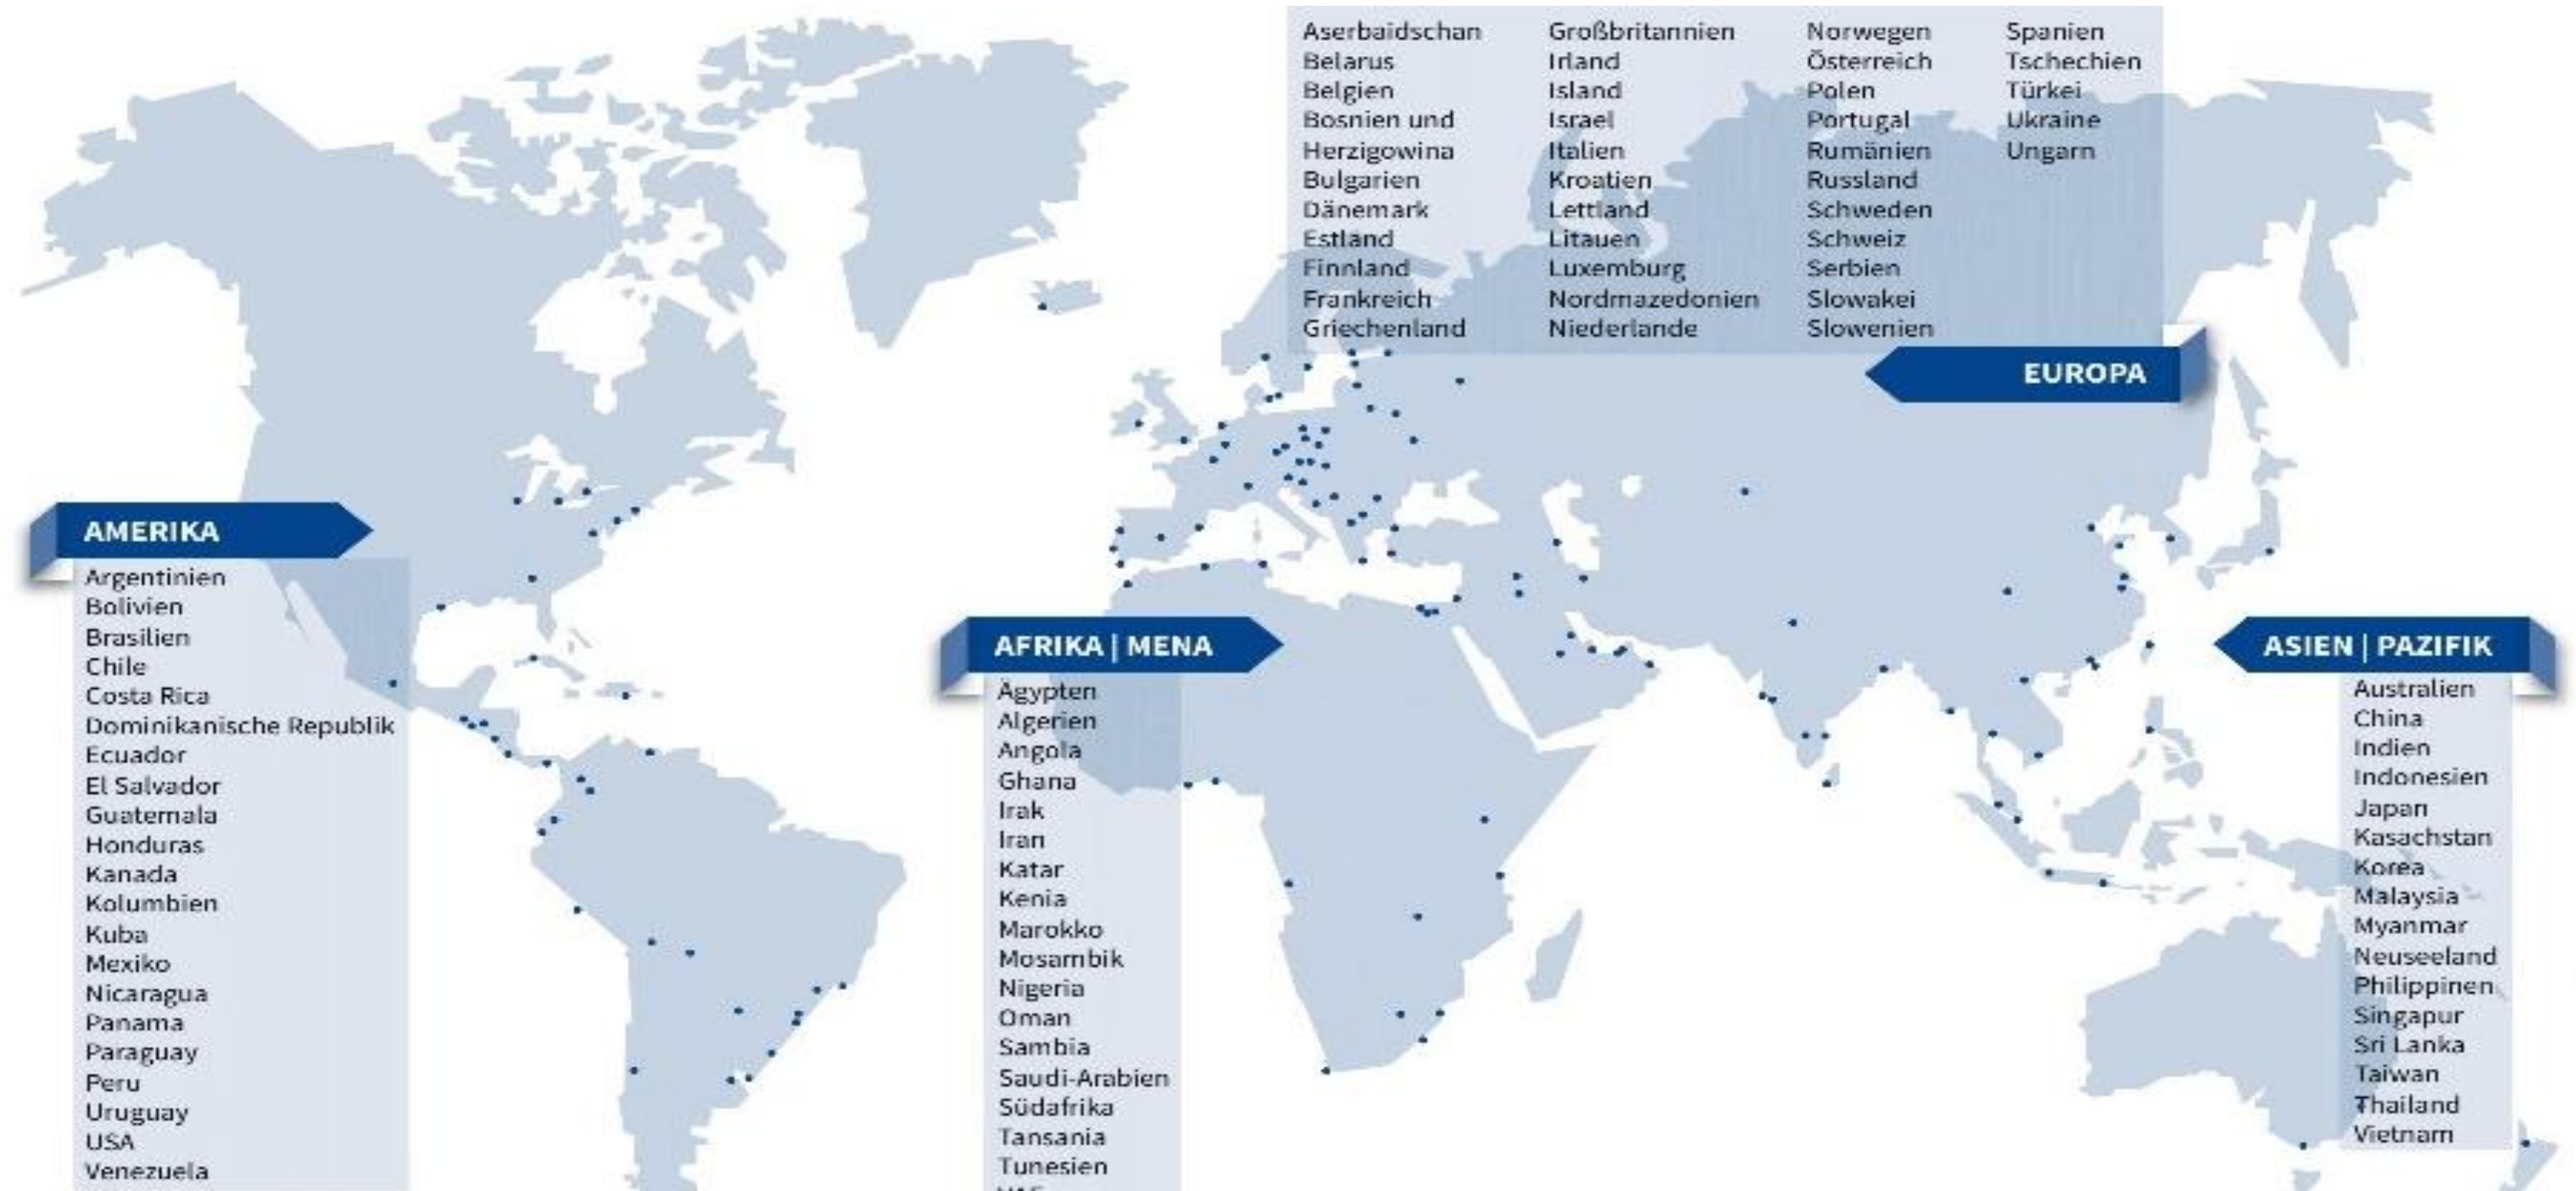 Aserbaidschan
Belarus
Belgien
Bosnien und
Herzigowina
Bulgarien
Dänemark
Estland
Finnland
Frankreich
Griechenland
Großbritannien
Irland
Island
Israel
Italien
Kroatien
Lettland
Litauen
Luxemburg
Nordmazedonien
Niederlande
Norwegen
Österreich
Polen
Portugal
Rumänien
Russland
Schweden
Schweiz
Serbien
Slowakei
Slowenien
Spanien
Tschechien
Türkei
Ukraine
Ungarn
EUROPA
AMERIKA
Argentinien
Bolivien
Brasilien
Chile
Costa Rica
Dominikanische Republik
Ecuador
El Salvador
Guatemala
Honduras
Kanada
Kolumbien
Kuba
Mexiko
Nicaragua
Panama
Paraguay
Peru
Uruguay
USA
Venezuela
AFRIKA | MENA
Ägypten
Algerien
Angola
Ghana
Irak
Iran
Katar
Kenia
Marokko
Mosambik
Nigeria
Oman
Sambia
Saudi-Arabien
Südafrika
Tansania
Tunesien
ASIEN | PAZIFIK
Australien
China
Indien
Indonesien
Japan
Kasachstan
Korea
Malaysia
Myanmar
Neuseeland
Philippinen
Singapur
Sri Lanka
Taiwan
Thailand
Vietnam